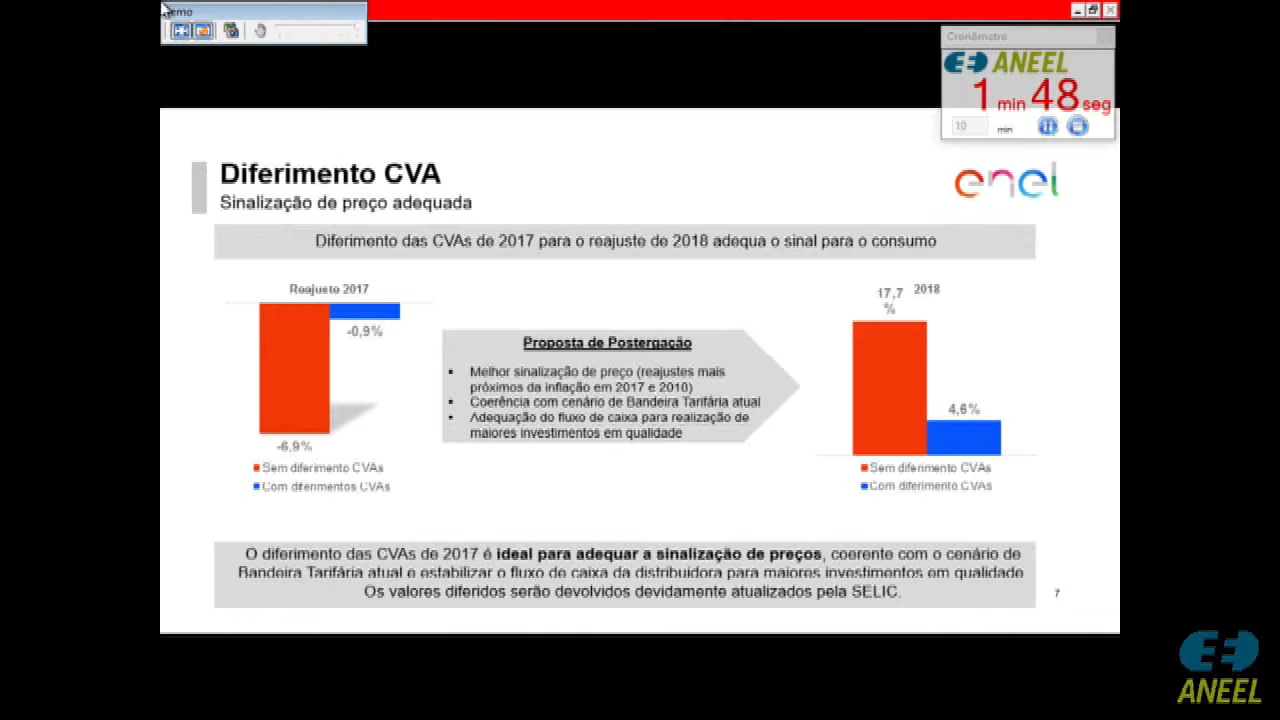 emo
Cronômetro
ANEEL
1 min 48 seg
10 min
Diferimento CVA
Sinalização de preço adequada
enel
Diferimento das CVAs de 2017 para o reajuste de 2018 adequa o sinal para o consumo
Reajuste 2017
-0,9%
-6,9%
Sem diferimento CVAs
Com diferimentos CVAs
Proposta de Postergação
Melhor sinalização de preço (reajustes mais
próximos da inflação em 2017 e 2018)
Coerência com cenário de Bandeira Tarifária atual
Adequação do fluxo de caixa para realização de
maiores investimentos em qualidade
2018
17,7
%
4,6%
Sem diferimento CVAs
Com diferimento CVAs
O diferimento das CVAs de 2017 é ideal para adequar a sinalização de preços, coerente com o cenário de
Bandeira Tarifária atual e estabilizar o fluxo de caixa da distribuidora para maiores investimentos em qualidade
Os valores diferidos serão devolvidos devidamente atualizados pela SELIC.
7
ANEEL